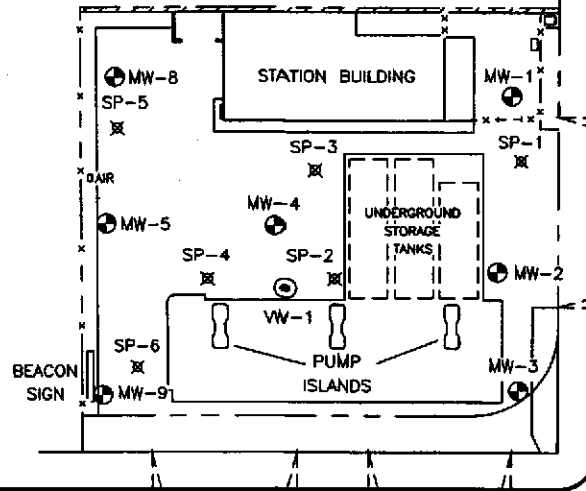 MW-8
STATION BUILDING
MW-1
SP-5
SP-3
SP-1
AIR
MW-5
MW-4
UNDERGROUND
STORAGE
TANKS
SP-4
SP-2
MW-2
VW-1
SP-6
PUMP
ISLANDS
BEACON
SIGN
MW-9
MW-3